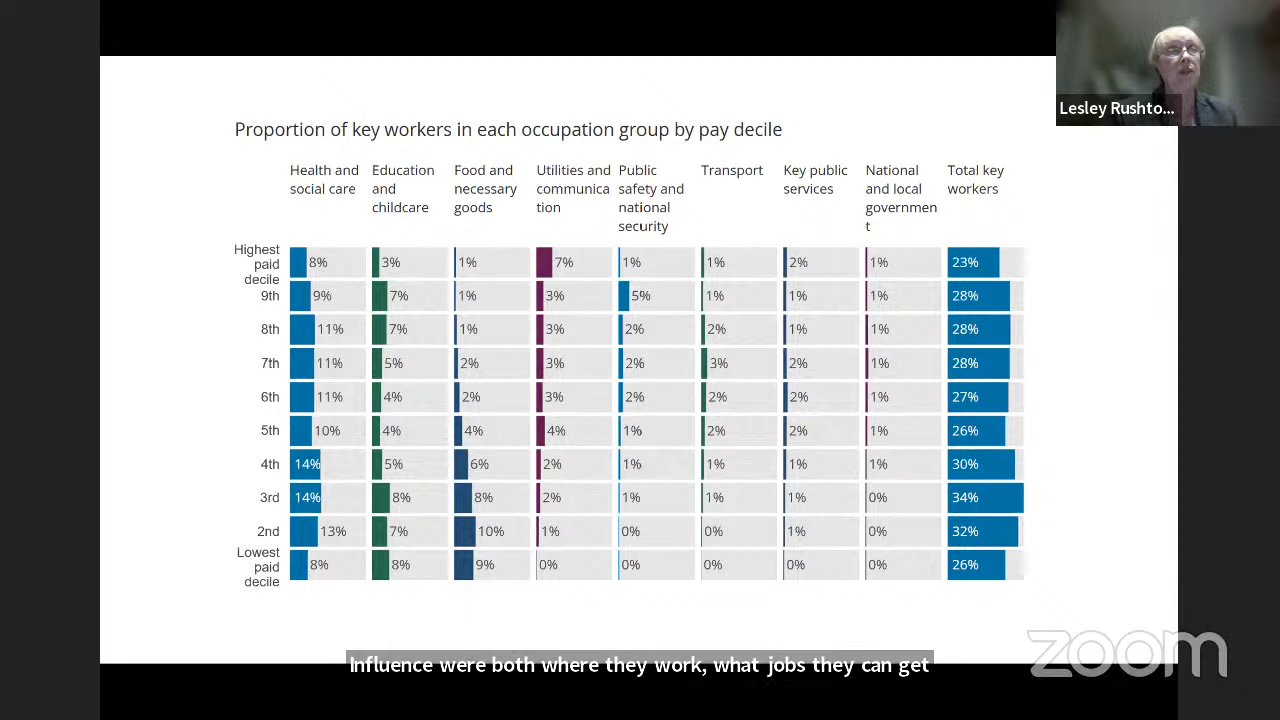 Lesley Rushto...
Proportion of key workers in each occupation group by pay decile
Health and social care
Education and childcare
Food and necessary goods
Utilities and communica tion
Public safety and national security
Transport
Key public services
National and local governmen t
Total key workers
Highest paid decile 8% 3% 1% 7% 1% 1% 2% 1% 23%
9th 9% 7% 1% 3% 5% 1% 1% 1% 28%
8th 11% 7% 1% 3% 2% 2% 1% 1% 28%
7th 11% 5% 2% 3% 2% 3% 2% 1% 28%
6th 11% 4% 2% 3% 2% 2% 2% 1% 27%
5th 10% 4% 4% 4% 1% 2% 2% 1% 26%
4th 14% 5% 6% 2% 1% 1% 1% 1% 30%
3rd 14% 8% 8% 2% 1% 1% 1% 0% 34%
2nd 13% 7% 10% 1% 0% 0% 1% 0% 32%
Lowest paid decile 8% 8% 9% 0% 0% 0% 0% 0% 26%
Influence were both where they work, what jobs they can get
zoom